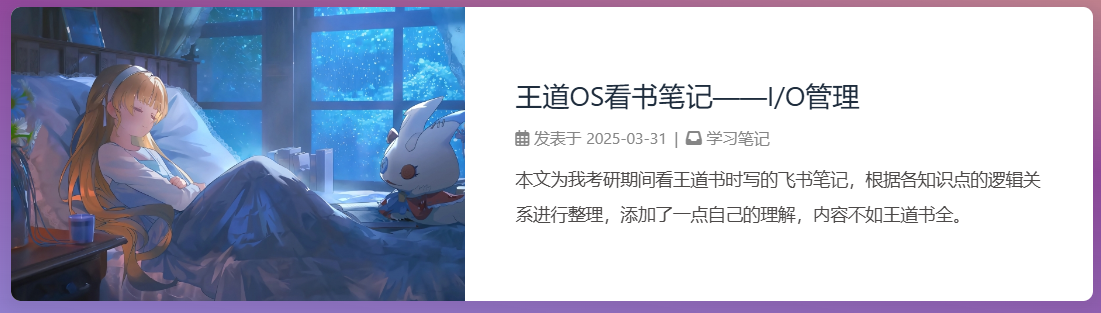 王道OS看书笔记——I/O管理
发表于 2025-03-31 | 学习笔记
本文为我考研期间看王道书时写的飞书笔记，根据各知识点的逻辑关
系进行整理，添加了一点自己的理解，内容不如王道书全。